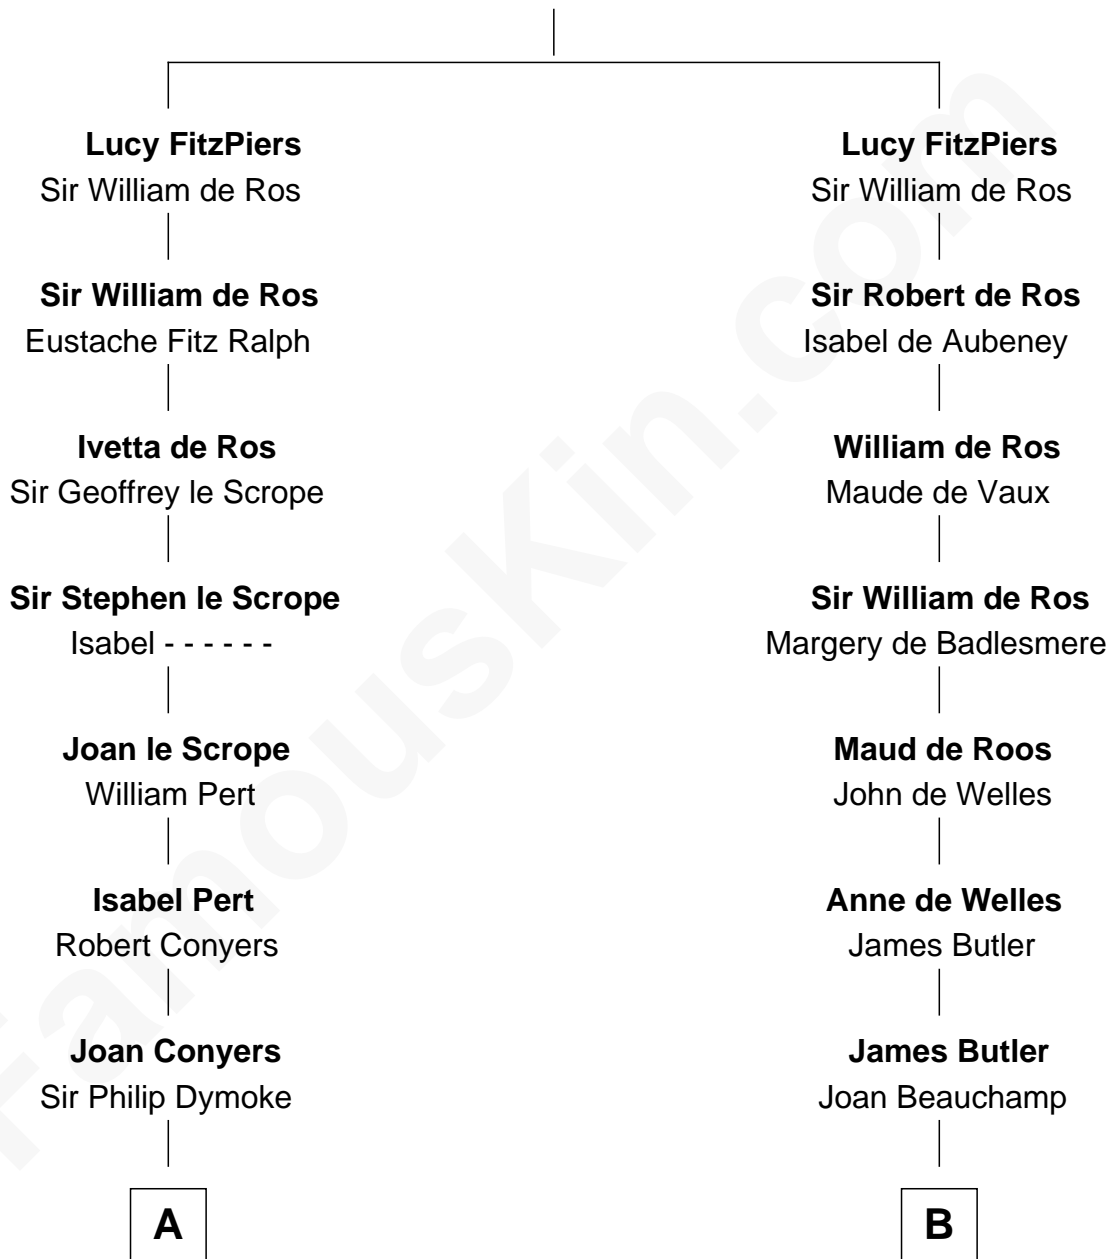 Lucy FitzPiers
Sir William de Ros
Sir William de Ros
Eustache Fitz Ralph
Ivetta de Ros
Sir Geoffrey le Scrope
Sir Stephen le Scrope
Isabel - - - - - -
Joan le Scrope
William Pert
Isabel Pert
Robert Conyers
Joan Conyers
Sir Philip Dymoke
A
Lucy FitzPiers
Sir William de Ros
Sir Robert de Ros
Isabel de Aubeney
William de Ros
Maude de Vaux
Sir William de Ros
Margery de Badlesmere
Maud de Roos
John de Welles
Anne de Welles
James Butler
James Butler
Joan Beauchamp
B
FamousKin.com